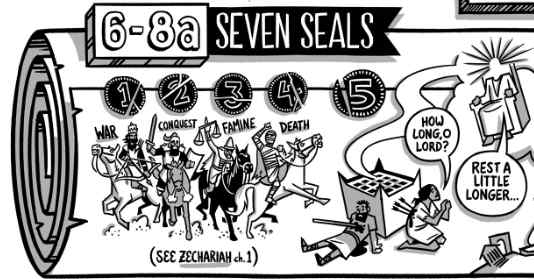 6-8a SEVEN SEALS
1 2 3 4 5
WAR CONQUEST FAMINE DEATH
(SEE ZECHARIAH ch. 1)
HOW
LONG, O
LORD?
REST A
LITTLE
LONGER...